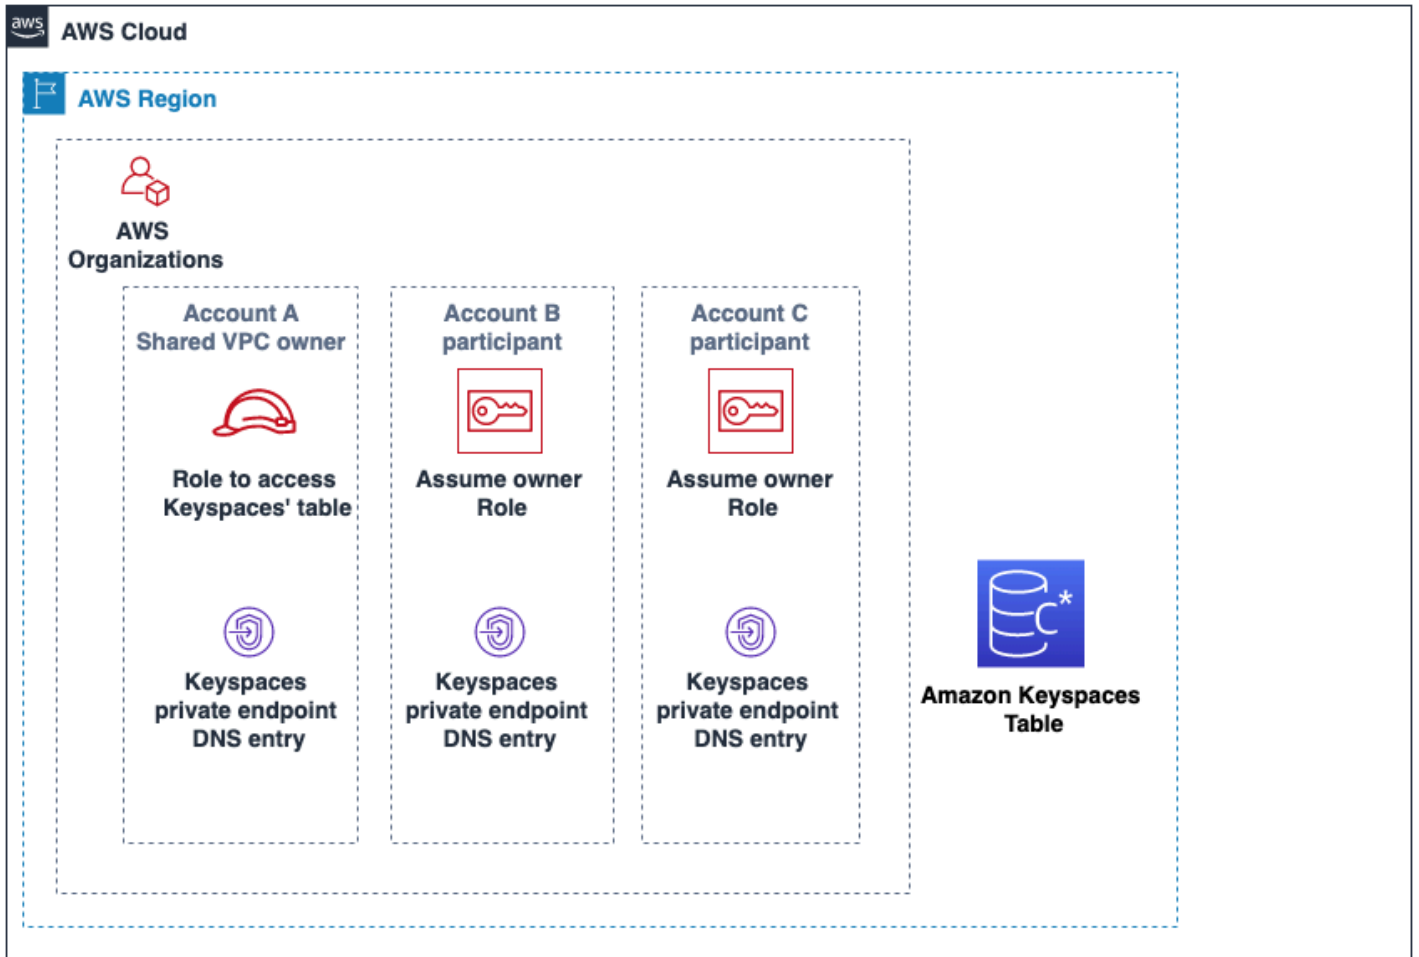 aws
AWS Cloud
AWS Region
AWS
Organizations
Account A
Shared VPC owner
Role to access
Keyspaces' table
Keyspaces
private endpoint
DNS entry
Account B
participant
Assume owner
Role
Keyspaces
private endpoint
DNS entry
Account C
participant
Assume owner
Role
Keyspaces
private endpoint
DNS entry
C*
Amazon Keyspaces
Table